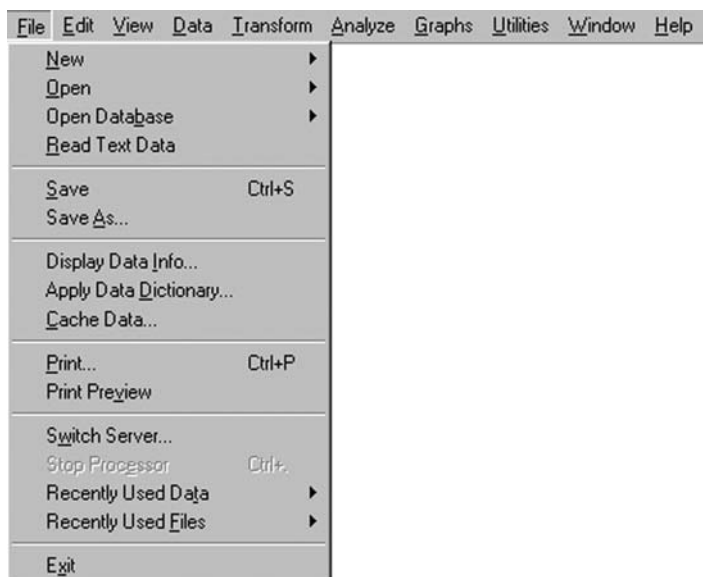 File Edit View Data Transform Analyze Graphs Utilities Window Help
New
Open
Open Database
Read Text Data
Save Ctrl+S
Save As...
Display Data Info...
Apply Data Dictionary...
Cache Data...
Print... Ctrl+P
Print Preview
Switch Server...
Stop Processor Ctrl+.
Recently Used Data
Recently Used Files
Exit